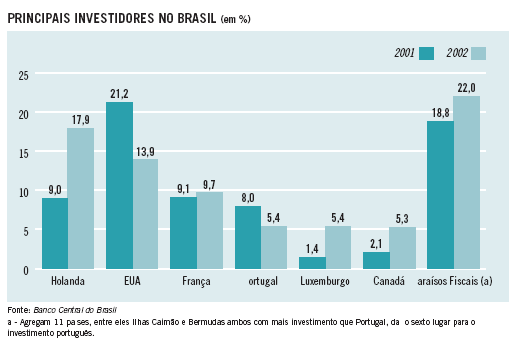 PRINCIPAIS INVESTIDORES NO BRASIL (em %)
2001 2002
25
20
15
10
5
0
9,0 17,9
21,2 13,9
9,1 9,7
8,0 5,4
1,4 5,4
2,1 5,3
18,8 22,0
Holanda EUA França ortugal Luxemburgo Canadá araísos Fiscais (a)
Fonte: Banco Central do Brasil
a - Agregam 11 países, entre eles Ilhas Caimão e Bermudas ambos com mais investimento que Portugal, da o sexto lugar para o
investimento português.